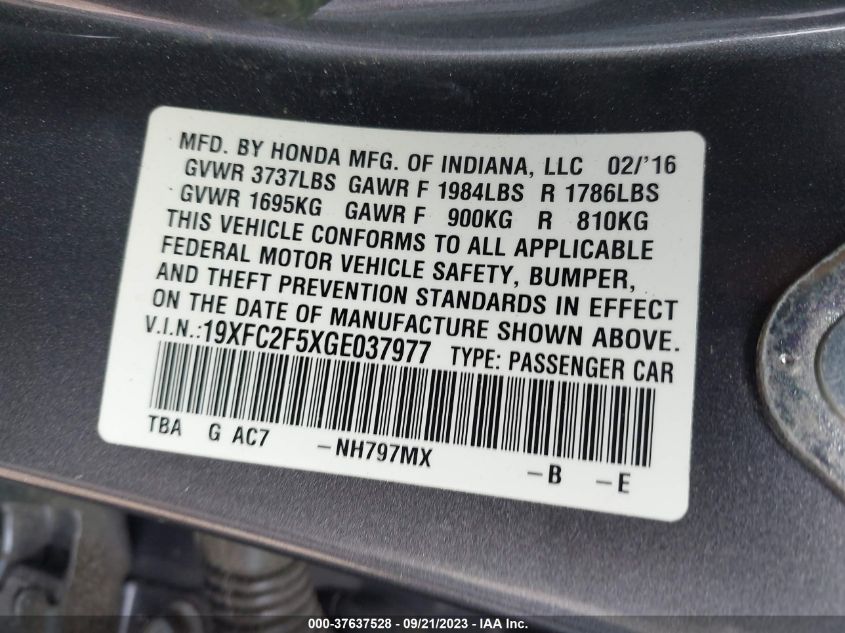 MFD. BY HONDA MFG. OF INDIANA, LLC 02/'16
GVWR 3737LBS GAWR F 1984LBS R 1786LBS
GVWR 1695KG GAWR F 900KG R 810KG
THIS VEHICLE CONFORMS TO ALL APPLICABLE
FEDERAL MOTOR VEHICLE SAFETY, BUMPER,
AND THEFT PREVENTION STANDARDS IN EFFECT
ON THE DATE OF MANUFACTURE SHOWN ABOVE.
V.I.N.:19XFC2F5XGE037977 TYPE: PASSENGER CAR
TBA G AC7 –NH797MX –B –E
000-37637528 - 09/21/2023 - IAA Inc.